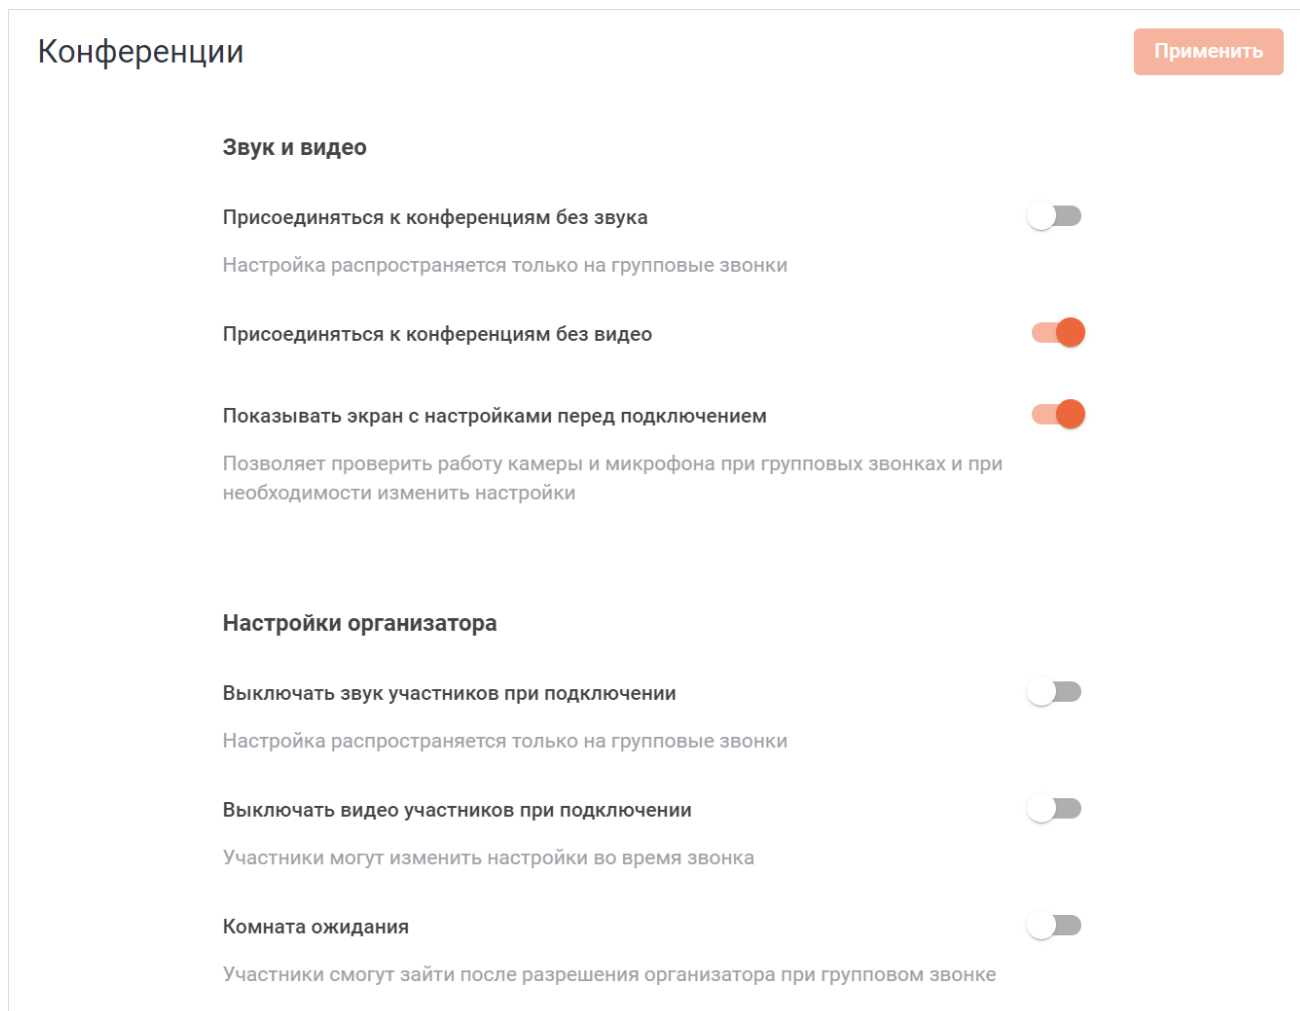 Конференции
Применить
Звук и видео
Присоединяться к конференциям без звука
Настройка распространяется только на групповые звонки
Присоединяться к конференциям без видео
Показывать экран с настройками перед подключением
Позволяет проверить работу камеры и микрофона при групповых звонках и при
необходимости изменить настройки
Настройки организатора
Выключать звук участников при подключении
Настройка распространяется только на групповые звонки
Выключать видео участников при подключении
Участники могут изменить настройки во время звонка
Комната ожидания
Участники смогут зайти после разрешения организатора при групповом звонке